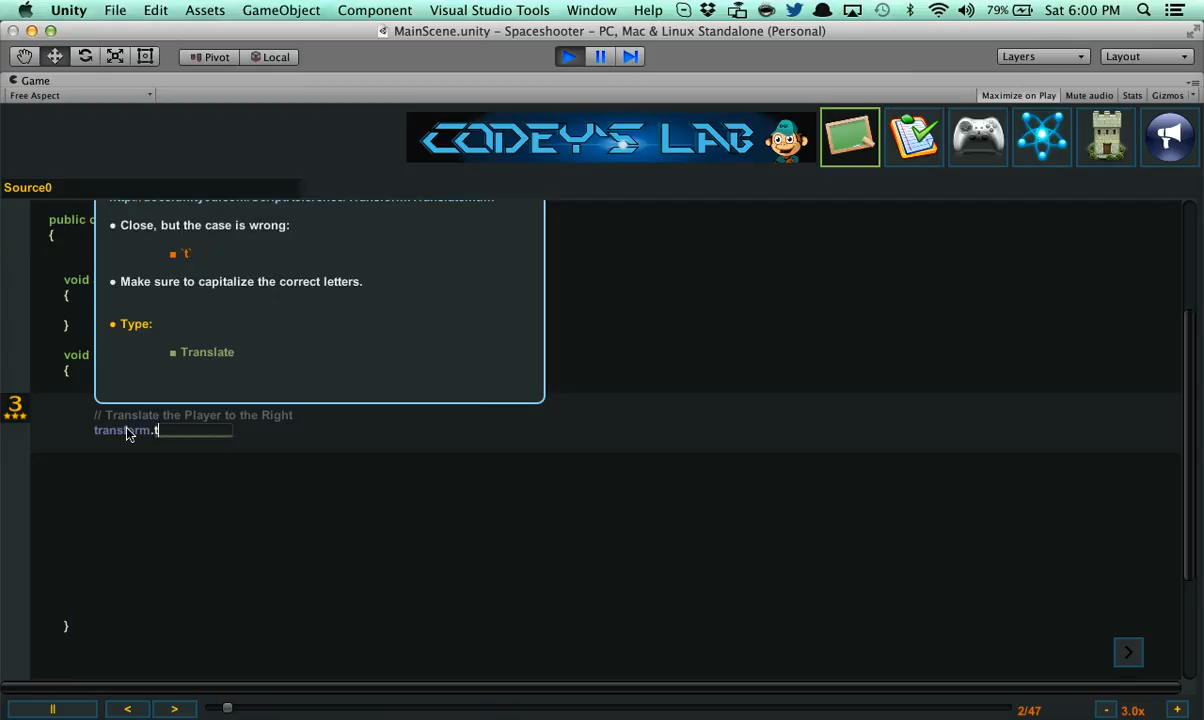 Unity File Edit Assets GameObject Component Visual Studio Tools Window Help 79% Sat 6:00 PM
MainScene.unity – Spaceshooter – PC, Mac & Linux Standalone (Personal)
Pivot Local Layers Layout
Game
Free Aspect Maximize on Play Mute audio Stats Gizmos
CODEY'S LAB
Source0
public c
{
• Close, but the case is wrong:
■ `t`
void
{
• Make sure to capitalize the correct letters.
}
• Type:
void
■ Translate
{
3
// Translate the Player to the Right
transform.t
}
>
II < > 2/47 - 3.0x +